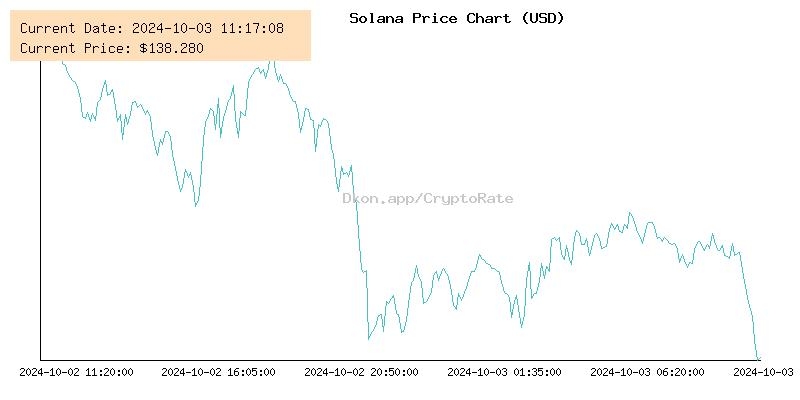 Solana Price Chart (USD)
Current Date: 2024-10-03 11:17:08
Current Price: $138.280
Dkon.app/CryptoRate
2024-10-02 11:20:00 2024-10-02 16:05:00 2024-10-02 20:50:00 2024-10-03 01:35:00 2024-10-03 06:20:00 2024-10-03